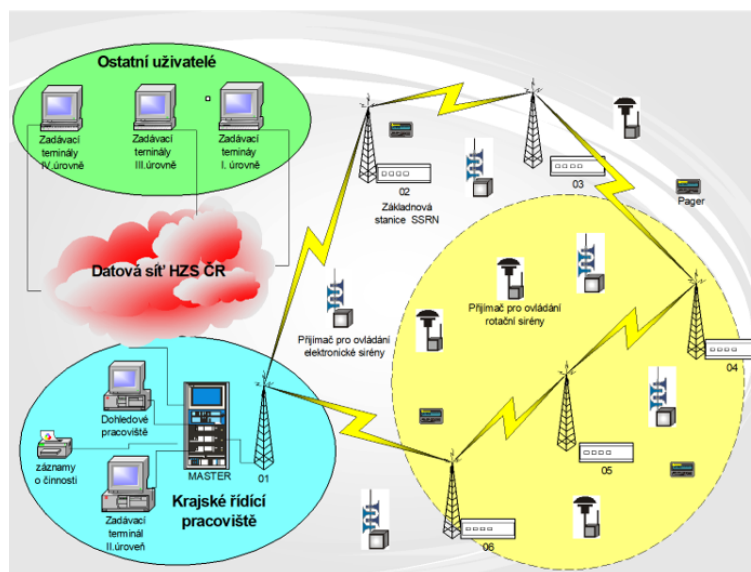 Ostatní uživatelé
Zadávací
terminály
IV.úrovně
Zadávací
terminály
III.úrovně
Zadávací
teminály
I. úrovně
Datová síť HZS ČR
Dohledové
pracoviště
záznamy
o činnosti
MASTER
01
Krajské řídící
pracoviště
Zadávací
terminál
II.úroveň
02
Základnová
stanice SSRN
03
Pager
Přijímač pro ovládání
elektronické sirény
Přijímač pro ovládání
rotační sirény
04
05
06